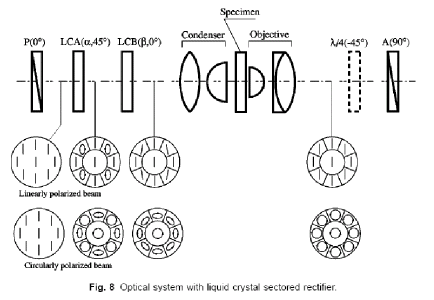 Specimen
Condenser Objective
P(0°) LCA(α,45°) LCB(β,0°) λ/4(-45°) A(90°)
Linearly polarized beam
Circularly polarized beam
Fig. 8 Optical system with liquid crystal sectored rectifier.